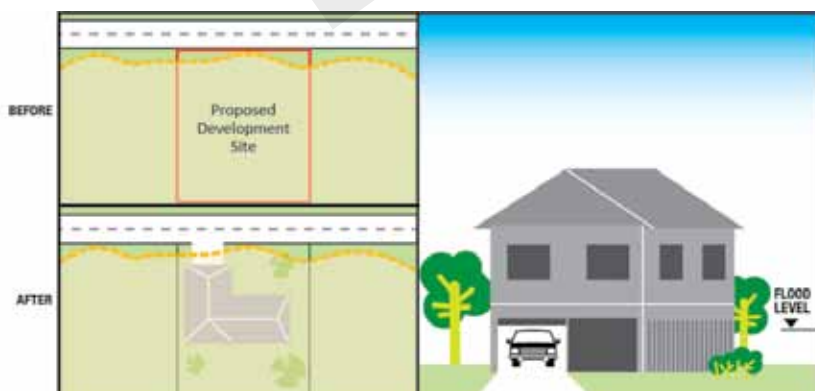 BEFORE
Proposed
Development
Site
AFTER
FLOOD
LEVEL